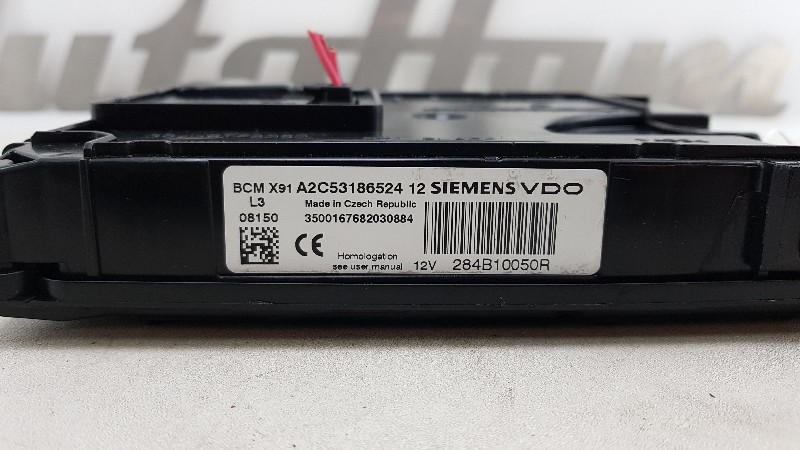 AutoHam
BCM X91 A2C53186524 12 SIEMENS VDO
L3 Made in Czech Republic
08150 3500167682030884
Homologation
see user manual 12V 284B10050R